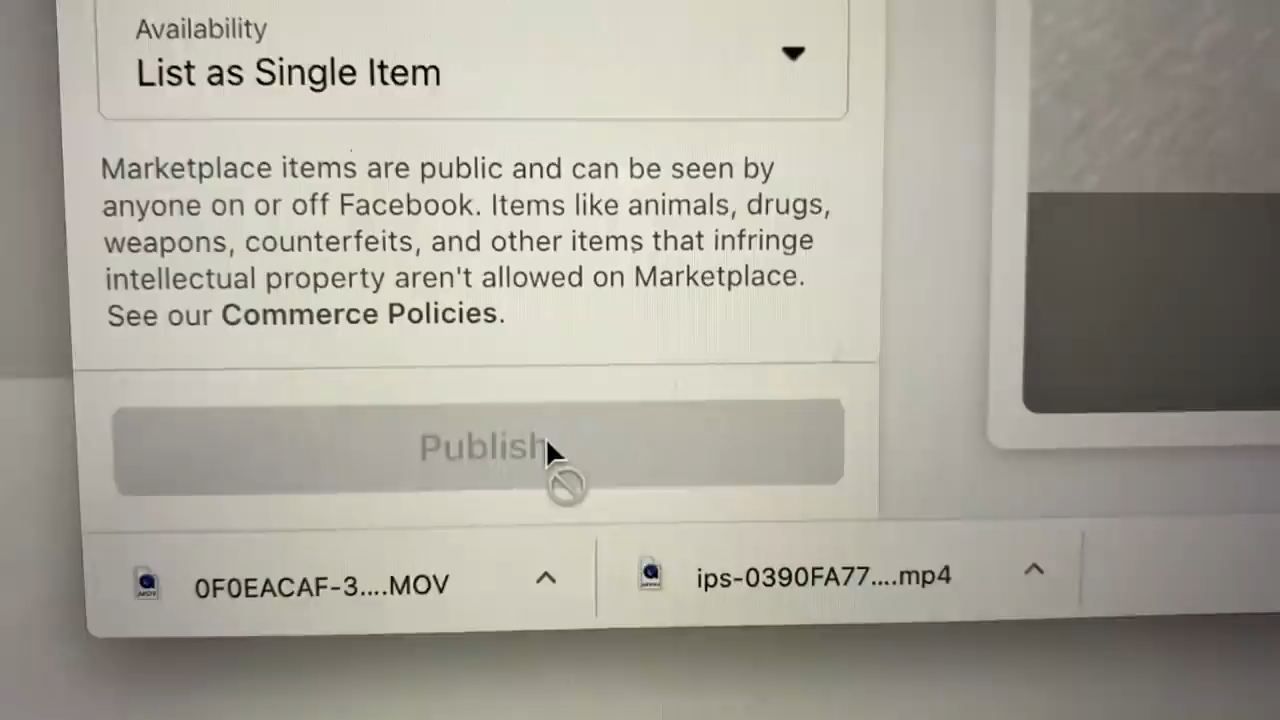 Availability
List as Single Item
Marketplace items are public and can be seen by
anyone on or off Facebook. Items like animals, drugs,
weapons, counterfeits, and other items that infringe
intellectual property aren't allowed on Marketplace.
See our Commerce Policies.
Publish
0F0EACAF-3....MOV
ips-0390FA77....mp4